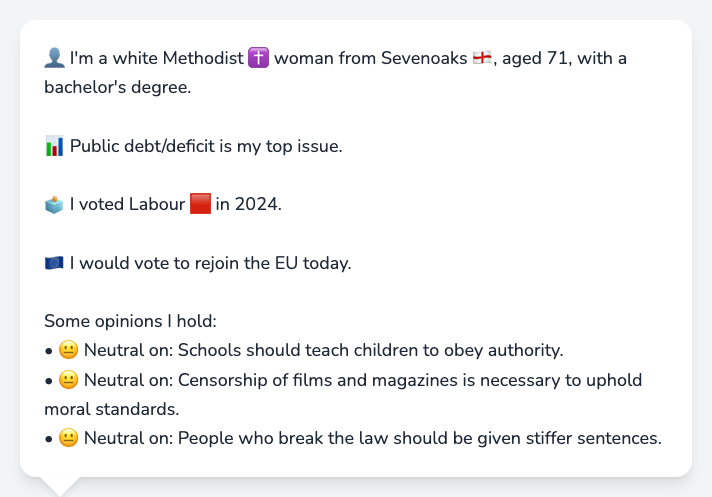 👤 I'm a white Methodist ✝️ woman from Sevenoaks 🏴󠁧󠁢󠁥󠁮󠁧󠁿, aged 71, with a
bachelor's degree.
📊 Public debt/deficit is my top issue.
🗳️ I voted Labour 🟥 in 2024.
🇪🇺 I would vote to rejoin the EU today.
Some opinions I hold:
• 😐 Neutral on: Schools should teach children to obey authority.
• 😐 Neutral on: Censorship of films and magazines is necessary to uphold
moral standards.
• 😐 Neutral on: People who break the law should be given stiffer sentences.